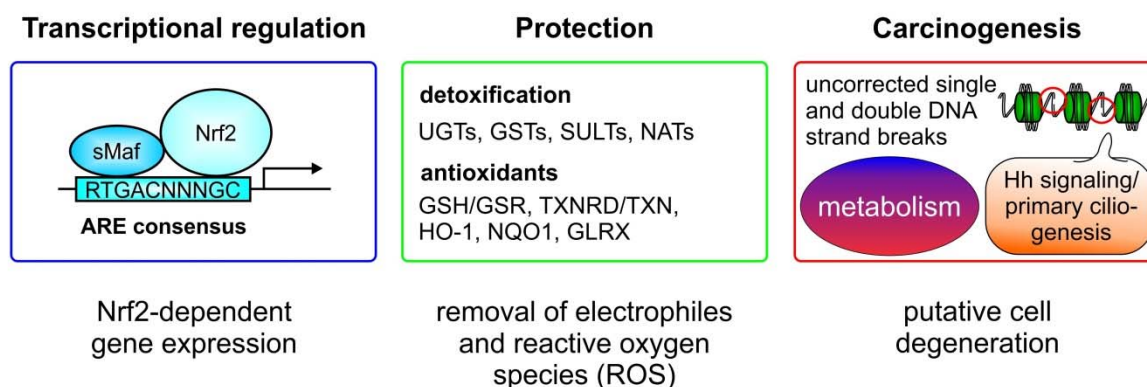 Transcriptional regulation
sMaf
Nrf2
RTGACNNNGC
ARE consensus
Nrf2-dependent
gene expression
Protection
detoxification
UGTs, GSTs, SULTs, NATs
antioxidants
GSH/GSR, TXNRD/TXN,
HO-1, NQO1, GLRX
removal of electrophiles
and reactive oxygen
species (ROS)
Carcinogenesis
uncorrected single
and double DNA
strand breaks
metabolism
Hh signaling/
primary cilio-
genesis
putative cell
degeneration